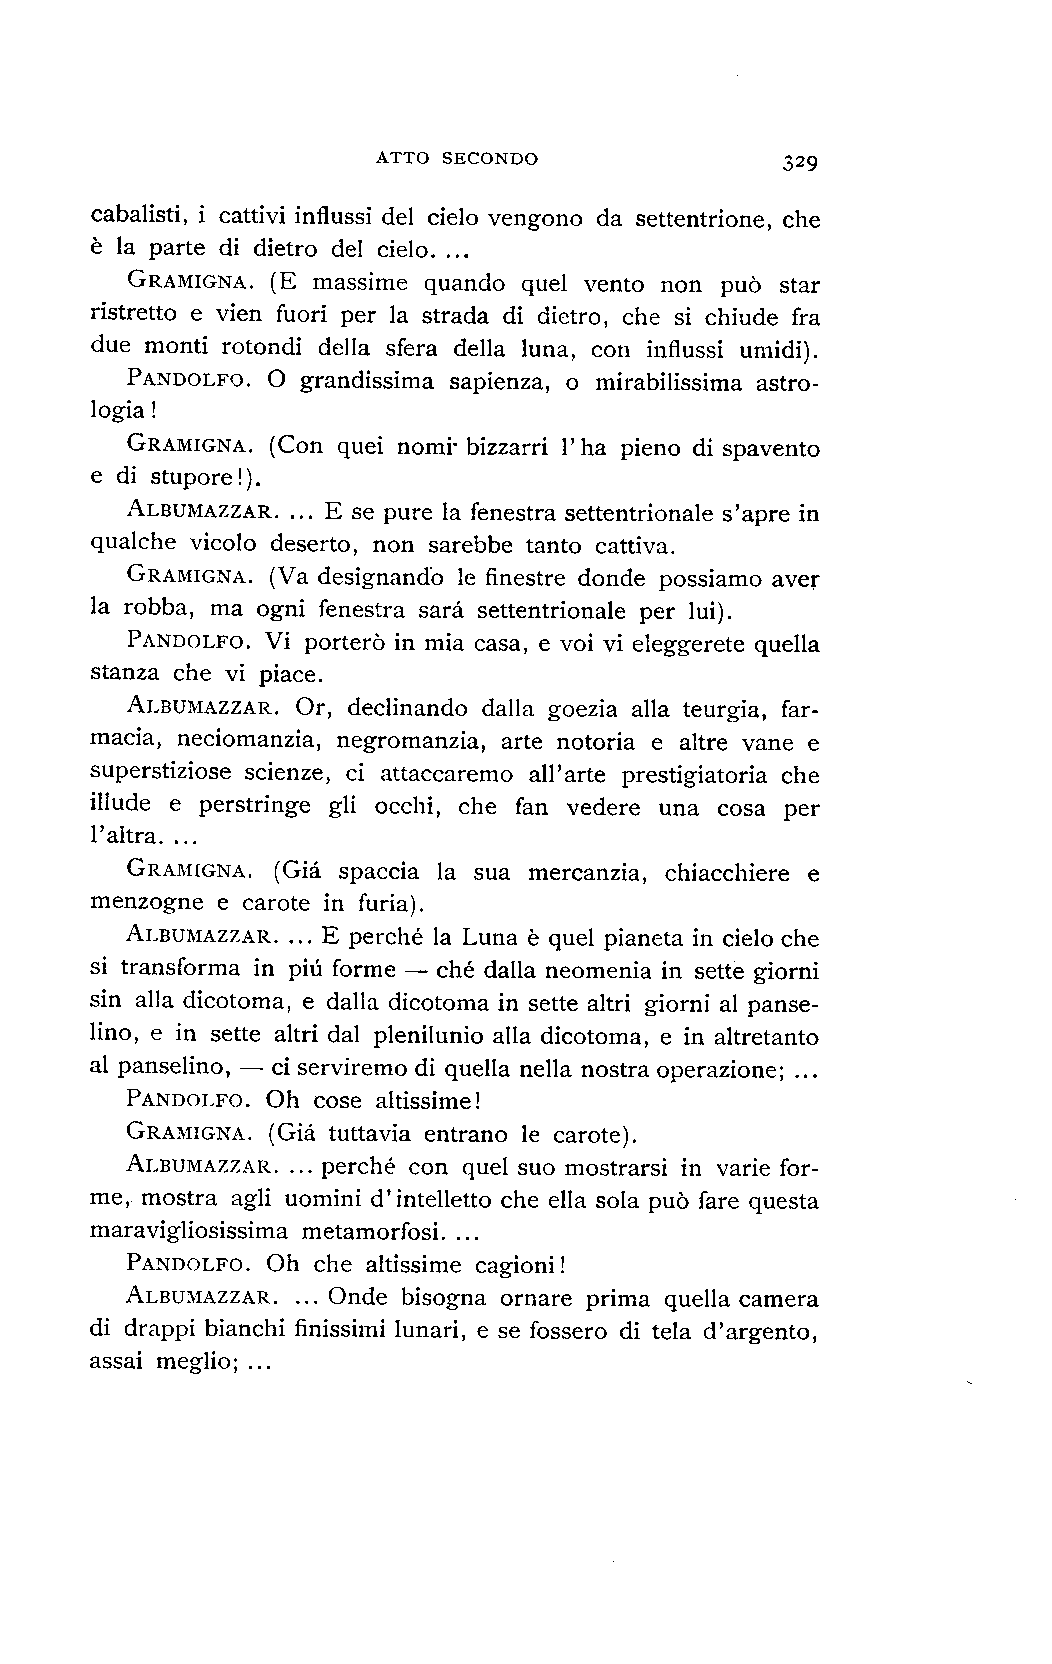 ATTO SECONDO 329
cabalisti, i cattivi influssi del cielo vengono da settentrione, che
è la parte di dietro del cielo. ...
GRAMIGNA. (E massime quando quel vento non può star
ristretto e vien fuori per la strada di dietro, che si chiude fra
due monti rotondi della sfera della luna, con influssi umidi).
PANDOLFO. O grandissima sapienza, o mirabilissima astro-
logia!
GRAMIGNA. (Con quei nomi bizzarri l'ha pieno di spavento
e di stupore!).
ALBUMAZZAR. ... E se pure la fenestra settentrionale s'apre in
qualche vicolo deserto, non sarebbe tanto cattiva.
GRAMIGNA. (Va designando le finestre donde possiamo aver
la robba, ma ogni fenestra sará settentrionale per lui).
PANDOLFO. Vi porterò in mia casa, e voi vi eleggerete quella
stanza che vi piace.
ALBUMAZZAR. Or, declinando dalla goezia alla teurgia, far-
macia, neciomanzia, negromanzia, arte notoria e altre vane e
superstiziose scienze, ci attaccaremo all'arte prestigiatoria che
illude e perstringe gli occhi, che fan vedere una cosa per
l'altra. ...
GRAMIGNA. (Giá spaccia la sua mercanzia, chiacchiere e
menzogne e carote in furia).
ALBUMAZZAR. ... E perché la Luna è quel pianeta in cielo che
si transforma in piú forme — ché dalla neomenia in sette giorni
sin alla dicotoma, e dalla dicotoma in sette altri giorni al panse-
lino, e in sette altri dal plenilunio alla dicotoma, e in altretanto
al panselino, — ci serviremo di quella nella nostra operazione; ...
PANDOLFO. Oh cose altissime!
GRAMIGNA. (Giá tuttavia entrano le carote).
ALBUMAZZAR. ... perché con quel suo mostrarsi in varie for-
me, mostra agli uomini d'intelletto che ella sola può fare questa
maravigliosissima metamorfosi. ...
PANDOLFO. Oh che altissime cagioni!
ALBUMAZZAR. ... Onde bisogna ornare prima quella camera
di drappi bianchi finissimi lunari, e se fossero di tela d'argento,
assai meglio; ...